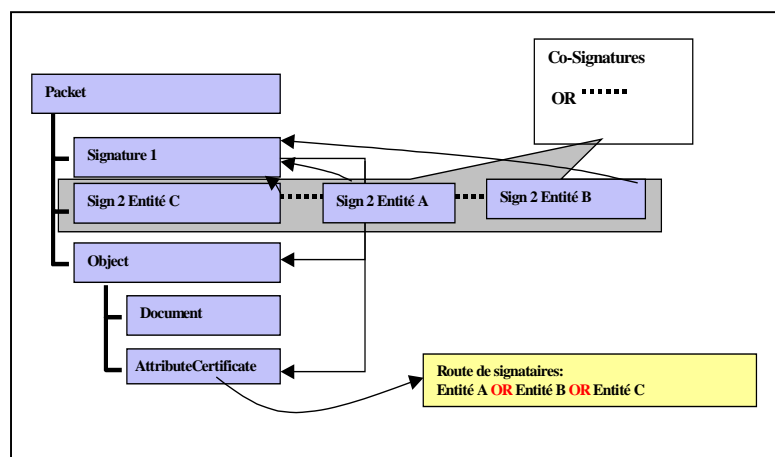 Co-Signatures
OR
Packet
Signature 1
Sign 2 Entité C
Sign 2 Entité A
Sign 2 Entité B
Object
Document
AttributeCertificate
Route de signataires:
Entité A OR Entité B OR Entité C